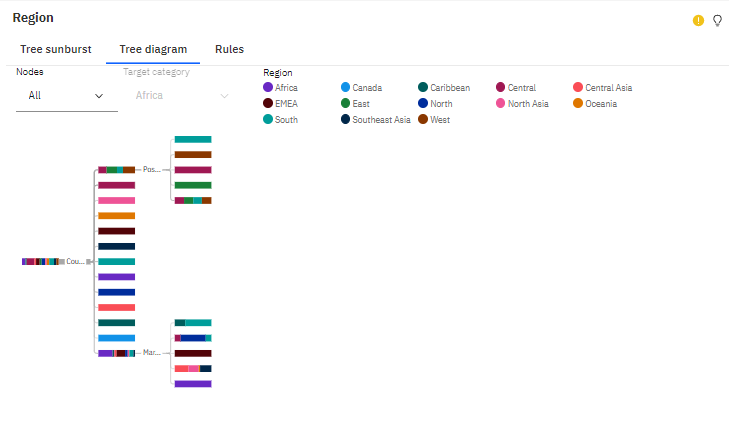 Region
Tree sunburst Tree diagram Rules
Nodes Target category
All Africa
Region
Africa Canada Caribbean Central Central Asia
EMEA East North North Asia Oceania
South Southeast Asia West
Pos...
Cou...
Mar...